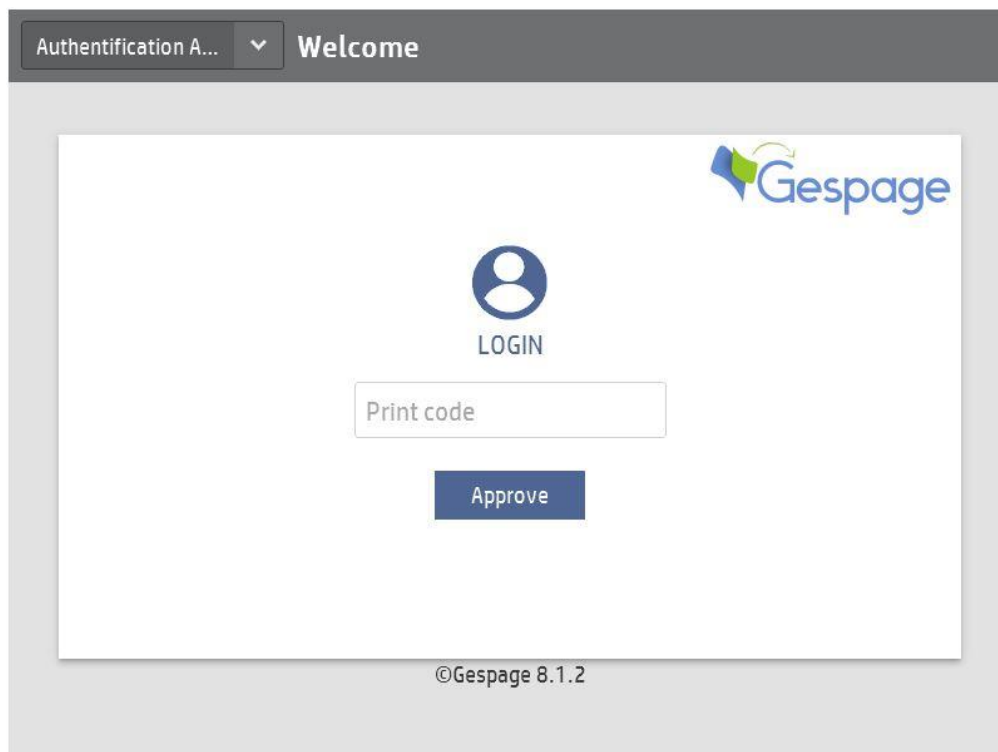 Authentification A...
Welcome
Gespage
LOGIN
Print code
Approve
©Gespage 8.1.2